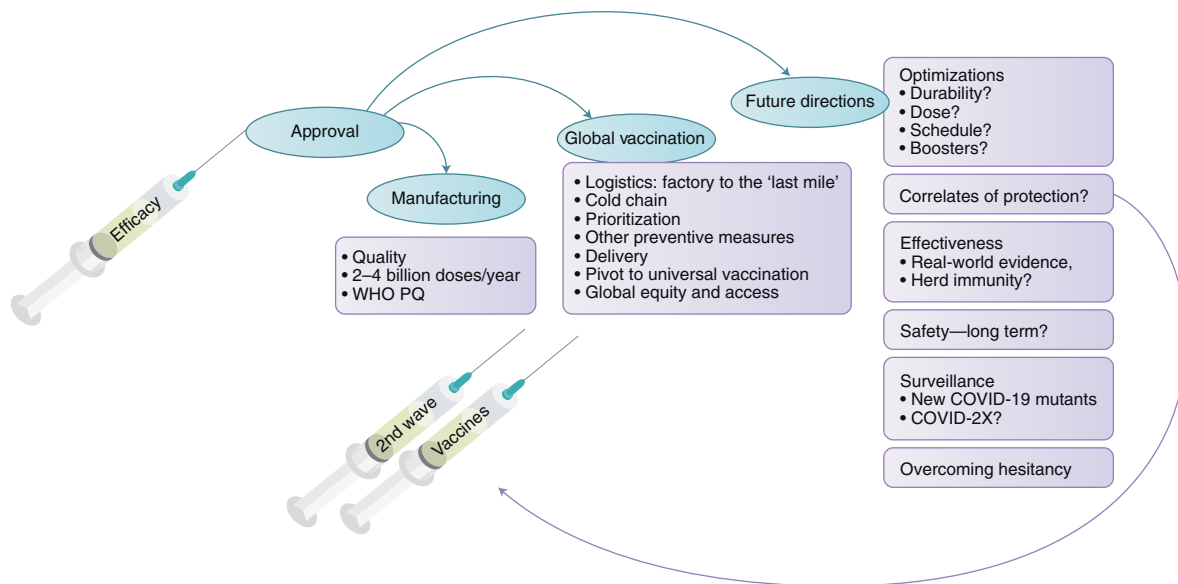 Efficacy
Approval
Manufacturing
• Quality
• 2–4 billion doses/year
• WHO PQ
Global vaccination
• Logistics: factory to the ‘last mile’
• Cold chain
• Prioritization
• Other preventive measures
• Delivery
• Pivot to universal vaccination
• Global equity and access
Future directions
Optimizations
• Durability?
• Dose?
• Schedule?
• Boosters?
Correlates of protection?
Effectiveness
• Real-world evidence,
• Herd immunity?
Safety—long term?
Surveillance
• New COVID-19 mutants
• COVID-2X?
Overcoming hesitancy
2nd wave
Vaccines